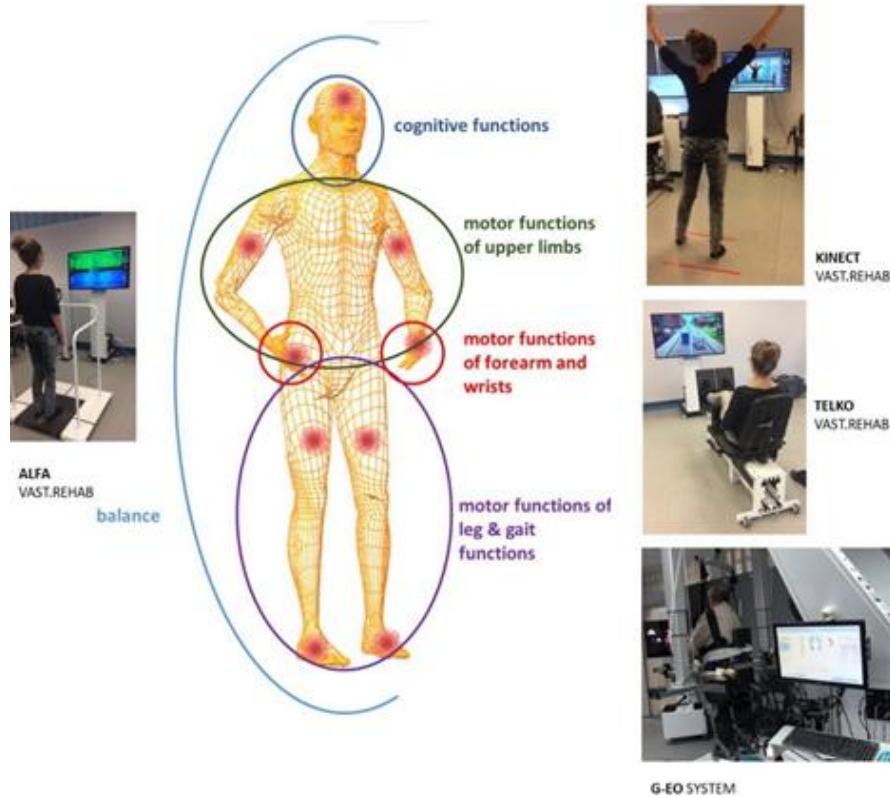 cognitive functions
motor functions
of upper limbs
motor functions
of forearm and
wrists
motor functions of
leg & gait
functions
balance
ALFA
VAST.REHAB
KINECT
VAST.REHAB
TELKO
VAST.REHAB
G-EO SYSTEM